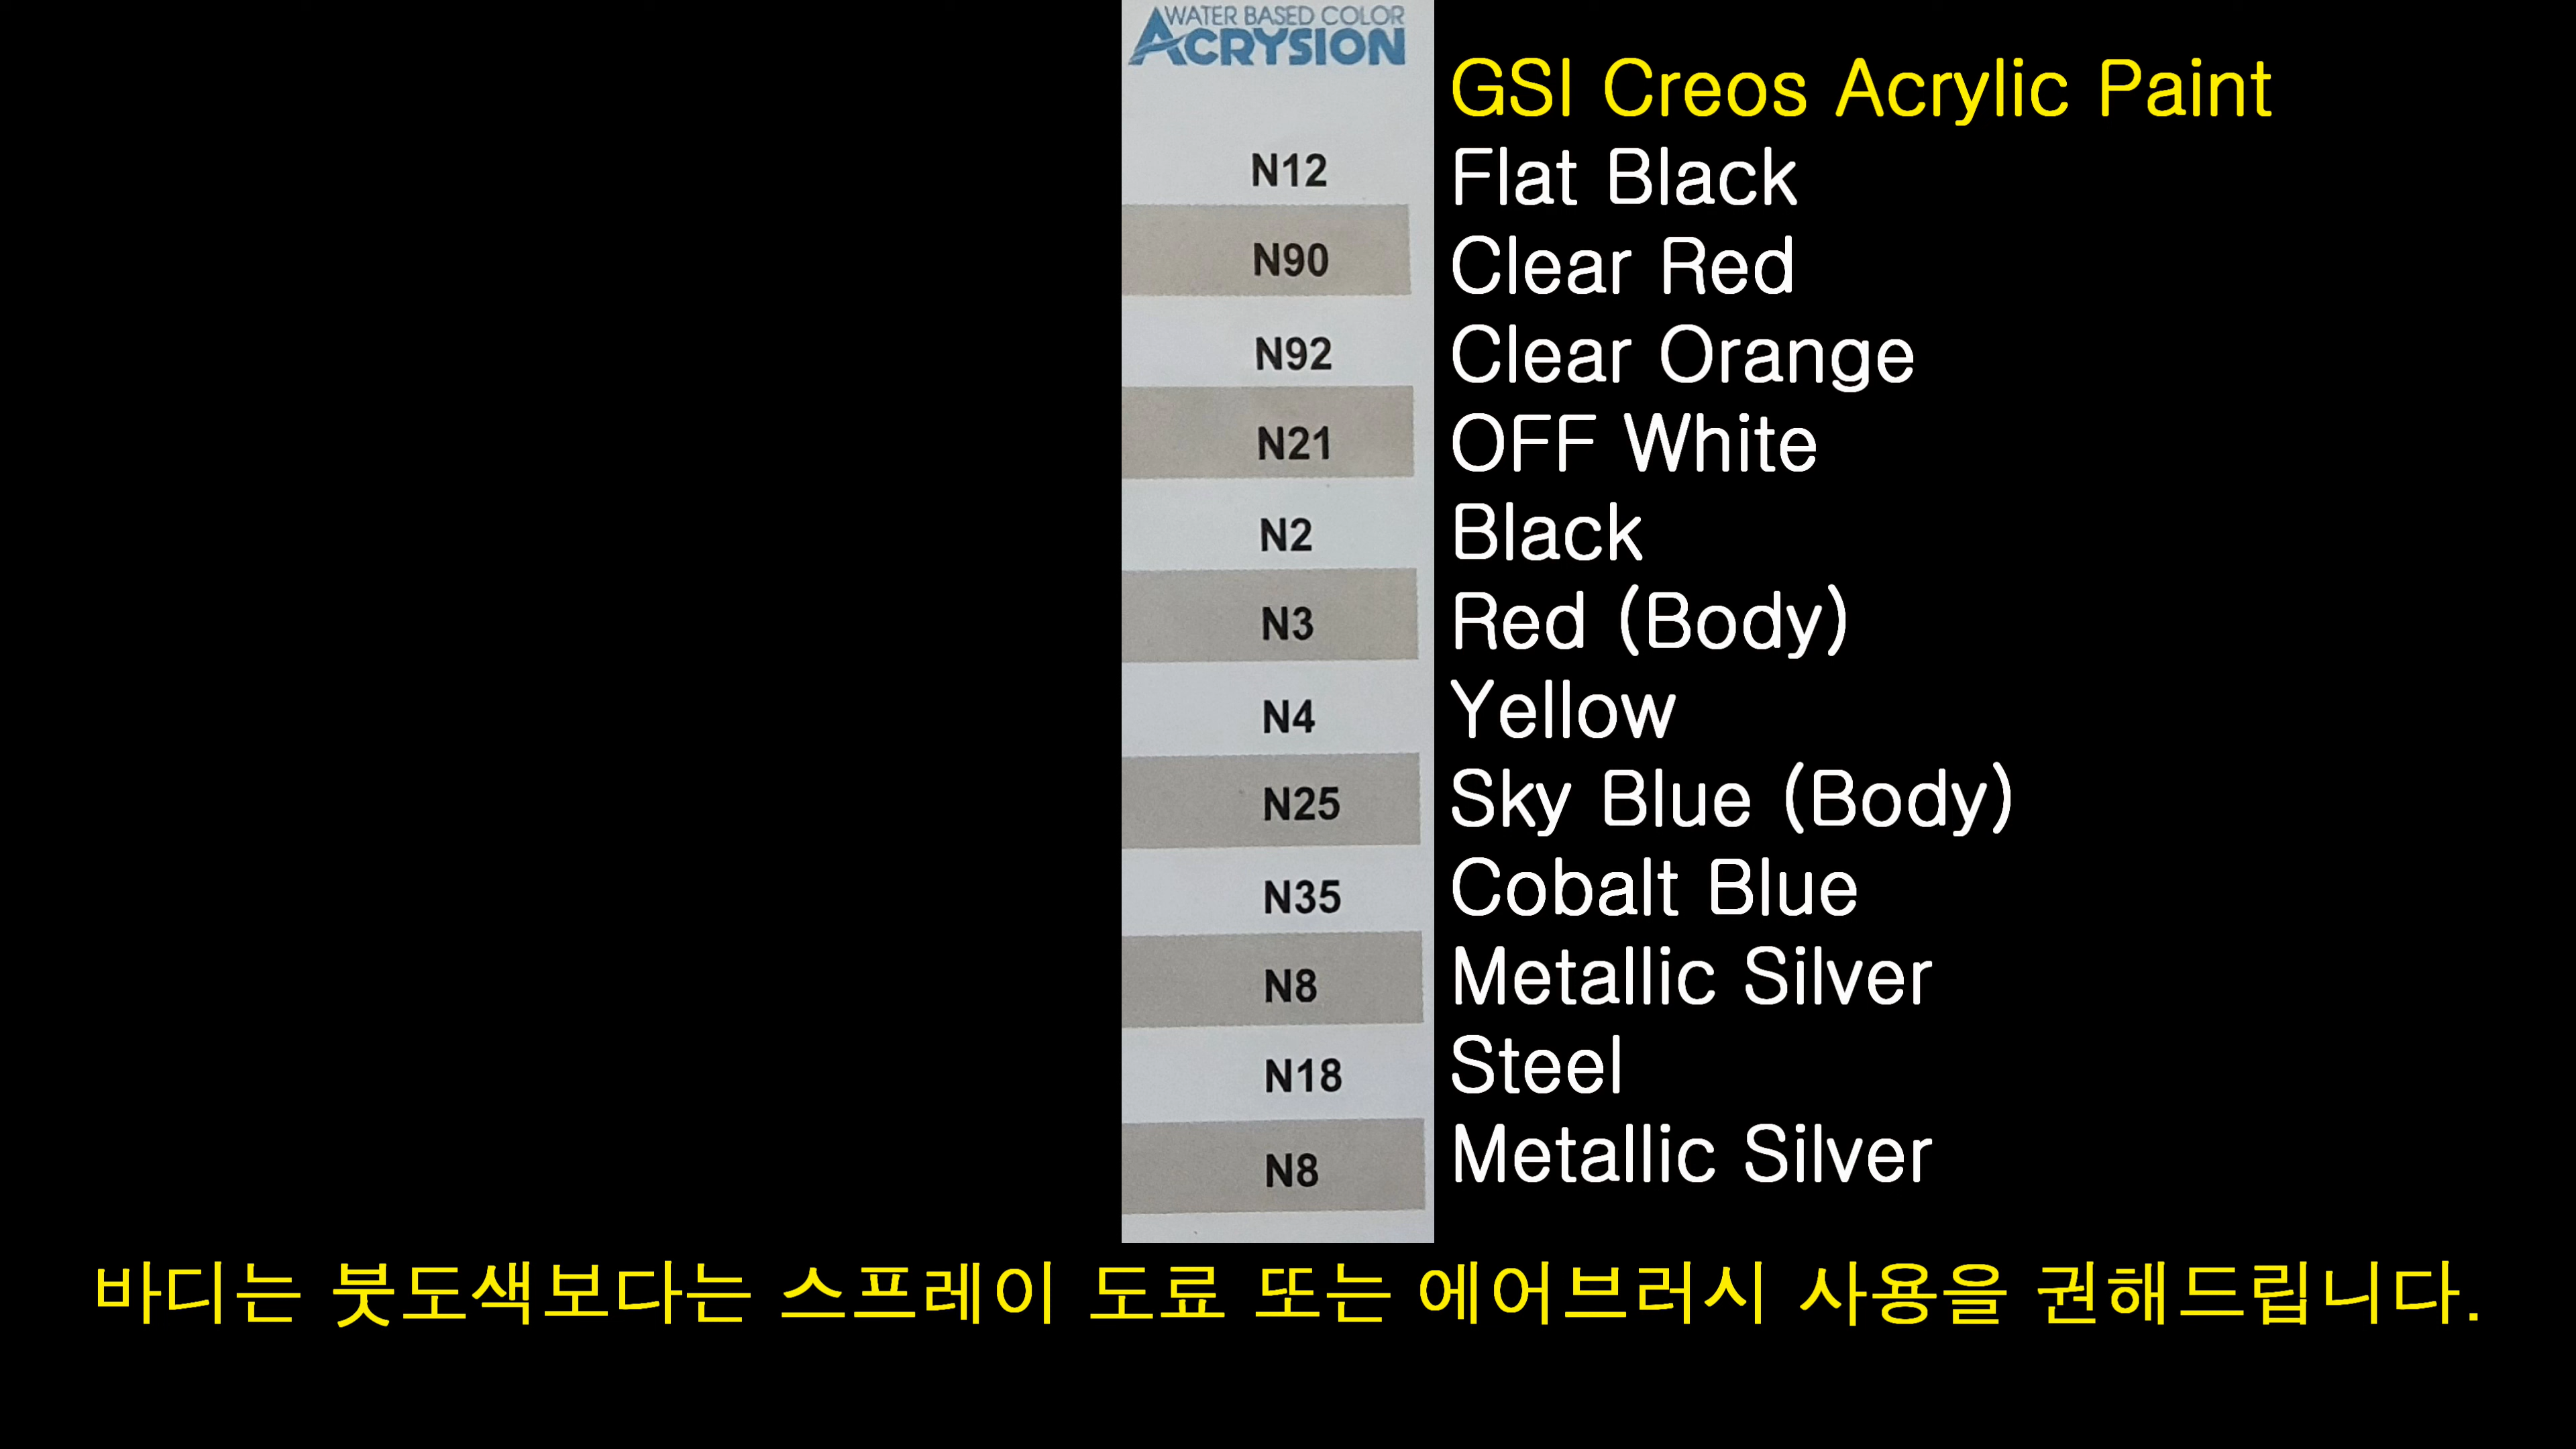 WATER BASED COLOR
ACRYSION
GSI Creos Acrylic Paint
N12 Flat Black
N90 Clear Red
N92 Clear Orange
N21 OFF White
N2 Black
N3 Red (Body)
N4 Yellow
N25 Sky Blue (Body)
N35 Cobalt Blue
N8 Metallic Silver
N18 Steel
N8 Metallic Silver
바디는 붓도색보다는 스프레이 도료 또는 에어브러시 사용을 권해드립니다.